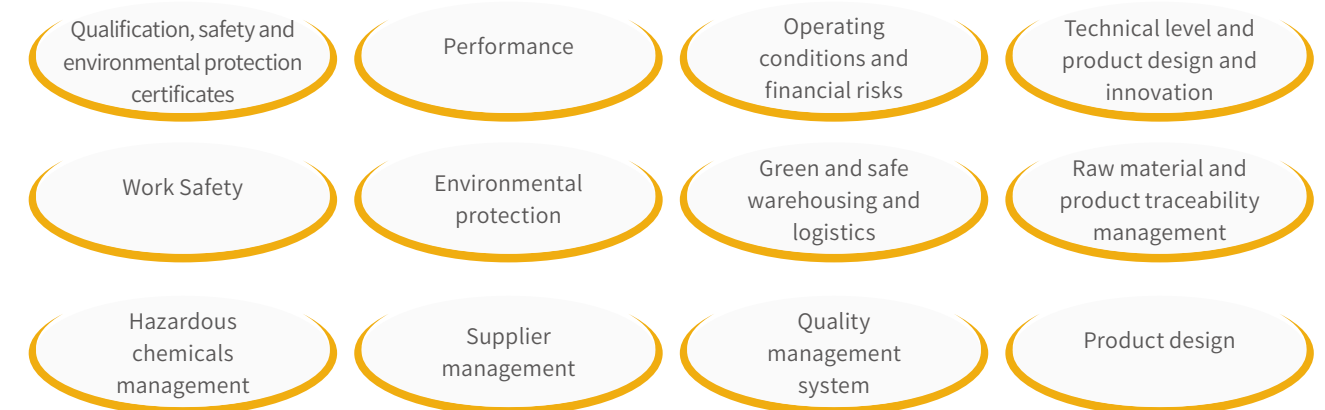 Qualification, safety and
environmental protection
certificates
Performance
Operating
conditions and
financial risks
Technical level and
product design and
innovation
Work Safety
Environmental
protection
Green and safe
warehousing and
logistics
Raw material and
product traceability
management
Hazardous
chemicals
management
Supplier
management
Quality
management
system
Product design